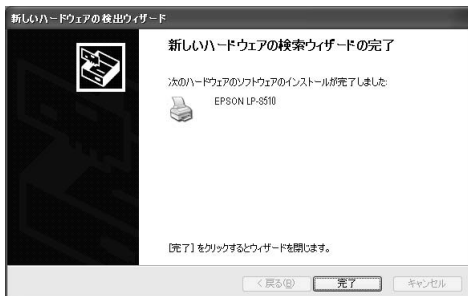 新しいハードウェアの検出ウィザード
新しいハードウェアの検索ウィザードの完了
次のハードウェアのソフトウェアのインストールが完了しました:
EPSON LP-8510
[完了] をクリックするとウィザードを閉じます。
< 戻る(B)
完了
キャンセル